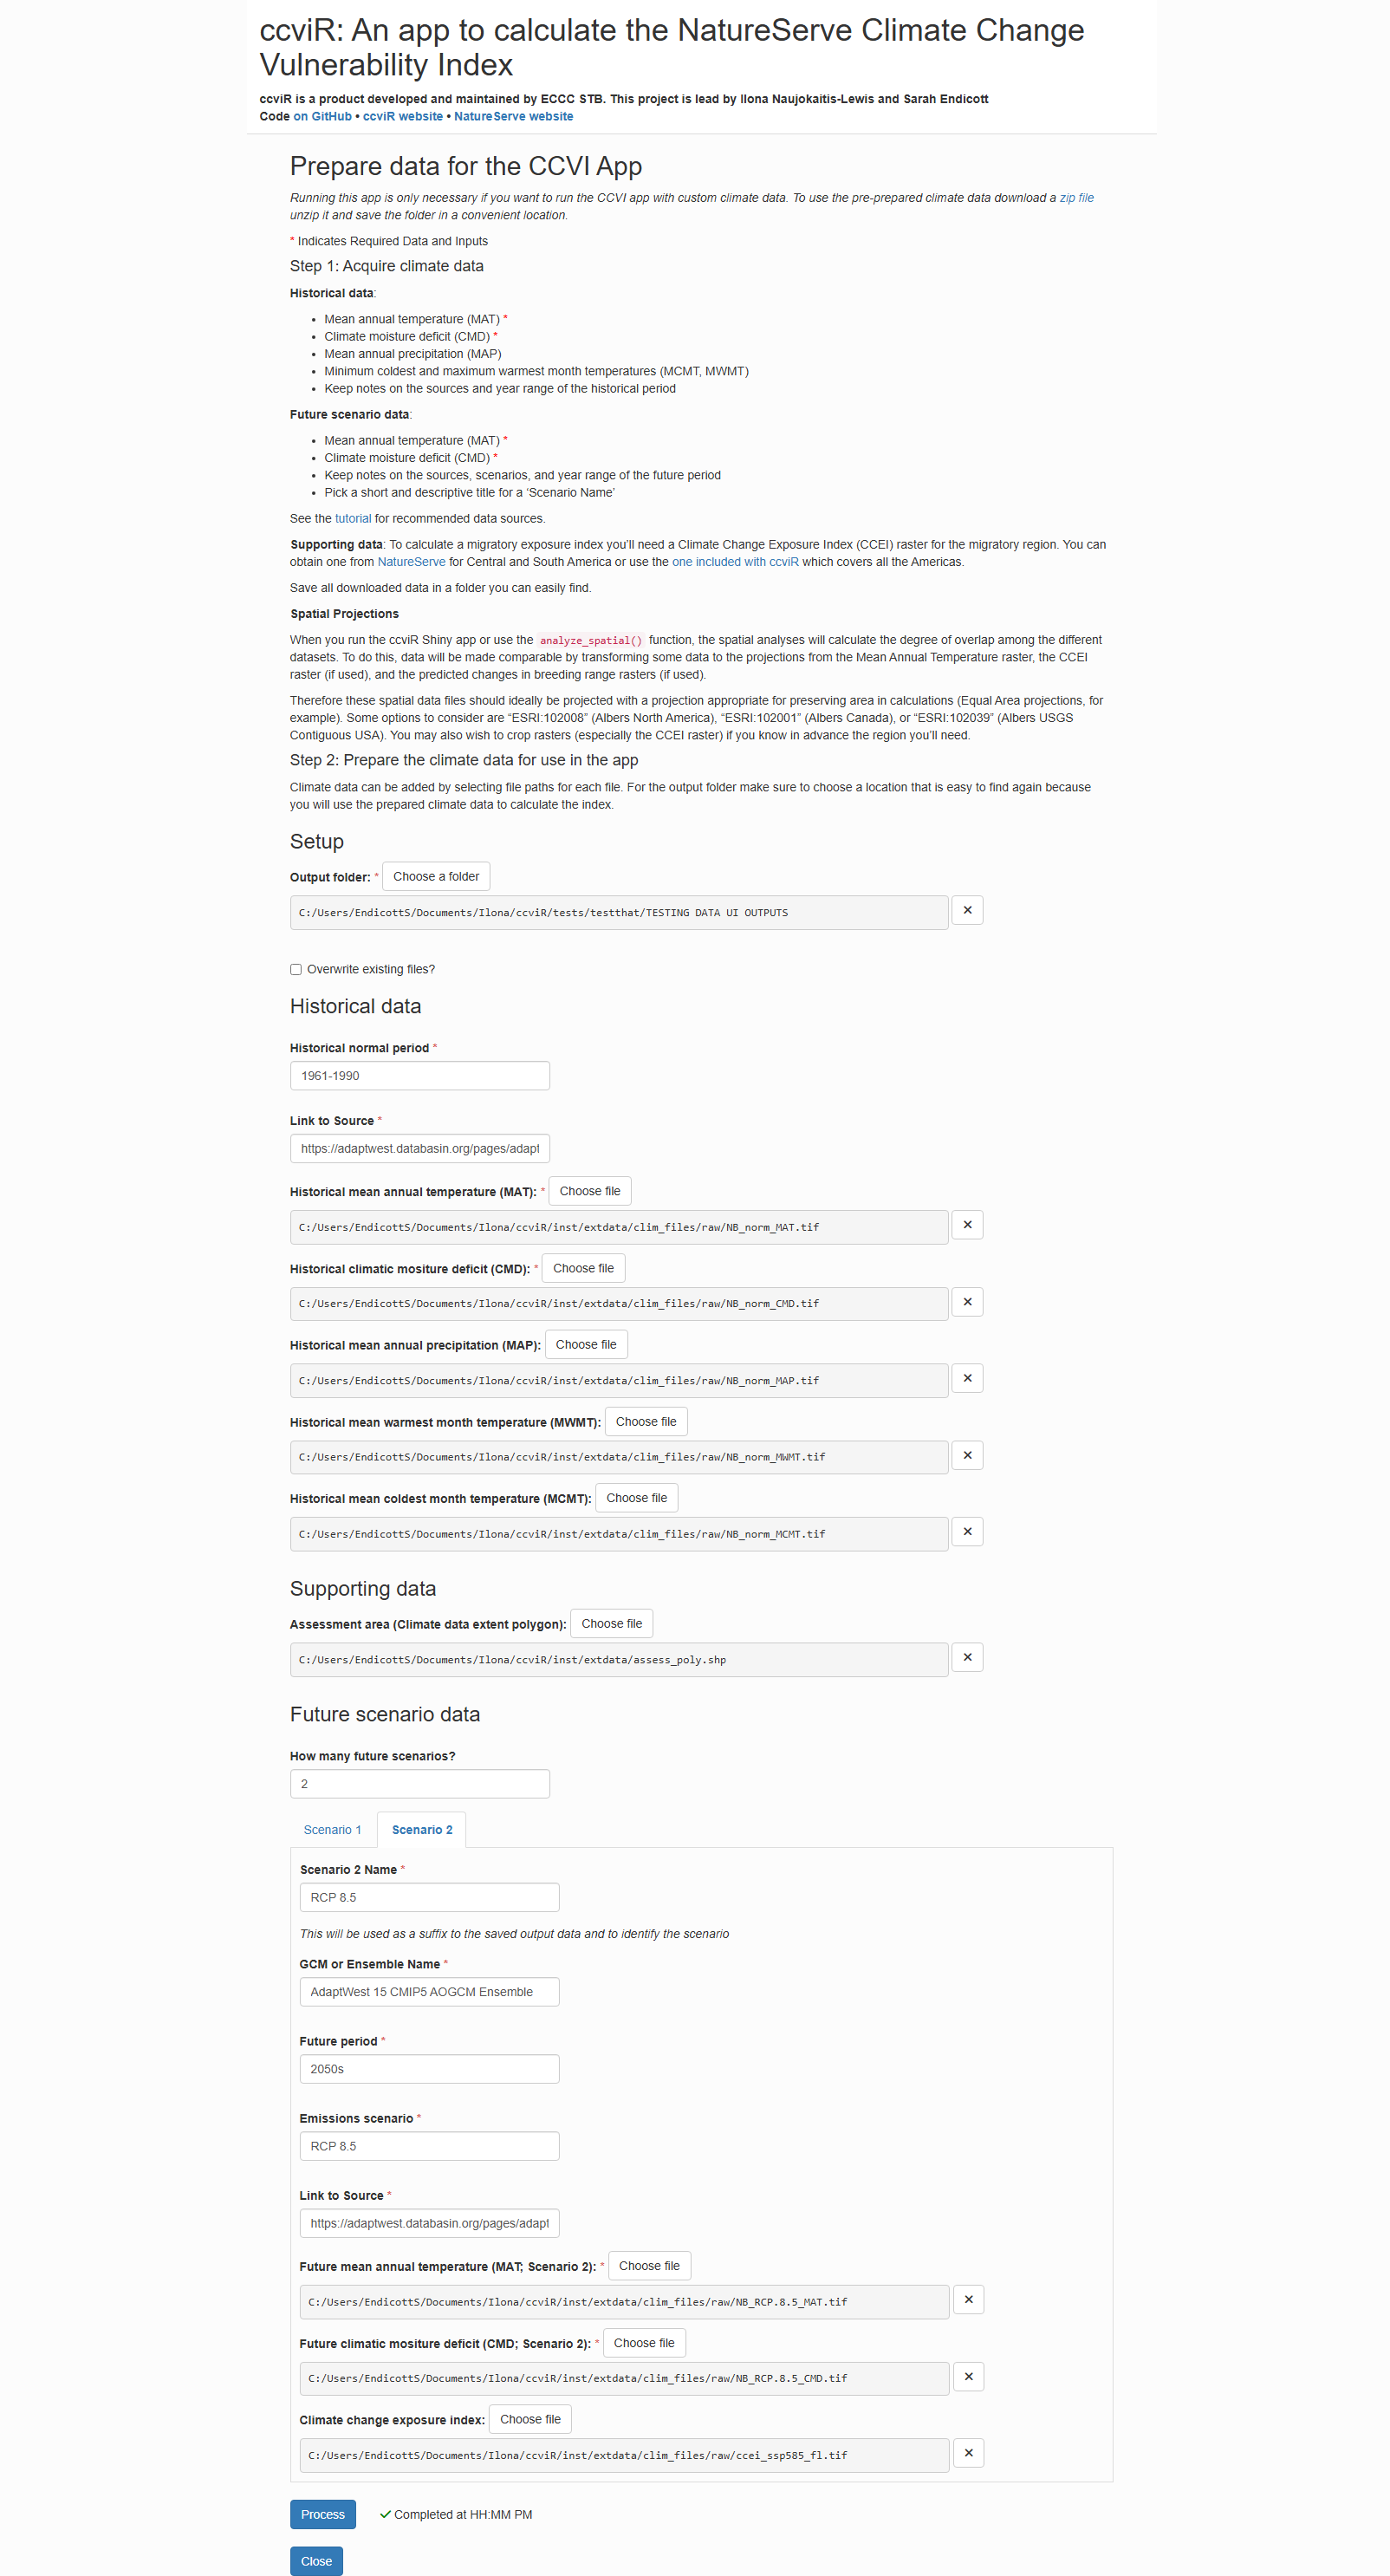 ccviR: An app to calculate the NatureServe Climate Change
Vulnerability Index
ccviR is a product developed and maintained by ECCC STB. This project is lead by Ilona Naujokaitis-Lewis and Sarah Endicott
Code on GitHub • ccviR website • NatureServe website
Prepare data for the CCVI App
Running this app is only necessary if you want to run the CCVI app with custom climate data. To use the pre-prepared climate data download a zip file
unzip it and save the folder in a convenient location.
* Indicates Required Data and Inputs
Step 1: Acquire climate data
Historical data:
• Mean annual temperature (MAT) *
• Climate moisture deficit (CMD) *
• Mean annual precipitation (MAP)
• Minimum coldest and maximum warmest month temperatures (MCMT, MWMT)
• Keep notes on the sources and year range of the historical period
Future scenario data:
• Mean annual temperature (MAT) *
• Climate moisture deficit (CMD) *
• Keep notes on the sources, scenarios, and year range of the future period
• Pick a short and descriptive title for a ‘Scenario Name’
See the tutorial for recommended data sources.
Supporting data: To calculate a migratory exposure index you’ll need a Climate Change Exposure Index (CCEI) raster for the migratory region. You can
obtain one from NatureServe for Central and South America or use the one included with ccviR which covers all the Americas.
Save all downloaded data in a folder you can easily find.
Spatial Projections
When you run the ccviR Shiny app or use the analyze_spatial() function, the spatial analyses will calculate the degree of overlap among the different
datasets. To do this, data will be made comparable by transforming some data to the projections from the Mean Annual Temperature raster, the CCEI
raster (if used), and the predicted changes in breeding range rasters (if used).
Therefore these spatial data files should ideally be projected with a projection appropriate for preserving area in calculations (Equal Area projections, for
example). Some options to consider are “ESRI:102008” (Albers North America), “ESRI:102001” (Albers Canada), or “ESRI:102039” (Albers USGS
Contiguous USA). You may also wish to crop rasters (especially the CCEI raster) if you know in advance the region you’ll need.
Step 2: Prepare the climate data for use in the app
Climate data can be added by selecting file paths for each file. For the output folder make sure to choose a location that is easy to find again because
you will use the prepared climate data to calculate the index.
Setup
Output folder: * Choose a folder
C:/Users/EndicottS/Documents/Ilona/ccviR/tests/testthat/TESTING DATA UI OUTPUTS
Overwrite existing files?
Historical data
Historical normal period *
1961-1990
Link to Source *
https://adaptwest.databasin.org/pages/adapt
Historical mean annual temperature (MAT): * Choose file
C:/Users/EndicottS/Documents/Ilona/ccviR/inst/extdata/clim_files/raw/NB_norm_MAT.tif
Historical climatic mositure deficit (CMD): * Choose file
C:/Users/EndicottS/Documents/Ilona/ccviR/inst/extdata/clim_files/raw/NB_norm_CMD.tif
Historical mean annual precipitation (MAP): Choose file
C:/Users/EndicottS/Documents/Ilona/ccviR/inst/extdata/clim_files/raw/NB_norm_MAP.tif
Historical mean warmest month temperature (MWMT): Choose file
C:/Users/EndicottS/Documents/Ilona/ccviR/inst/extdata/clim_files/raw/NB_norm_MWMT.tif
Historical mean coldest month temperature (MCMT): Choose file
C:/Users/EndicottS/Documents/Ilona/ccviR/inst/extdata/clim_files/raw/NB_norm_MCMT.tif
Supporting data
Assessment area (Climate data extent polygon): Choose file
C:/Users/EndicottS/Documents/Ilona/ccviR/inst/extdata/assess_poly.shp
Future scenario data
How many future scenarios?
2
Scenario 1 Scenario 2
Scenario 2 Name *
RCP 8.5
This will be used as a suffix to the saved output data and to identify the scenario
GCM or Ensemble Name *
AdaptWest 15 CMIP5 AOGCM Ensemble
Future period *
2050s
Emissions scenario *
RCP 8.5
Link to Source *
https://adaptwest.databasin.org/pages/adapt
Future mean annual temperature (MAT; Scenario 2): * Choose file
C:/Users/EndicottS/Documents/Ilona/ccviR/inst/extdata/clim_files/raw/NB_RCP.8.5_MAT.tif
Future climatic mositure deficit (CMD; Scenario 2): * Choose file
C:/Users/EndicottS/Documents/Ilona/ccviR/inst/extdata/clim_files/raw/NB_RCP.8.5_CMD.tif
Climate change exposure index: Choose file
C:/Users/EndicottS/Documents/Ilona/ccviR/inst/extdata/clim_files/raw/ccei_ssp585_fl.tif
Process Completed at HH:MM PM
Close